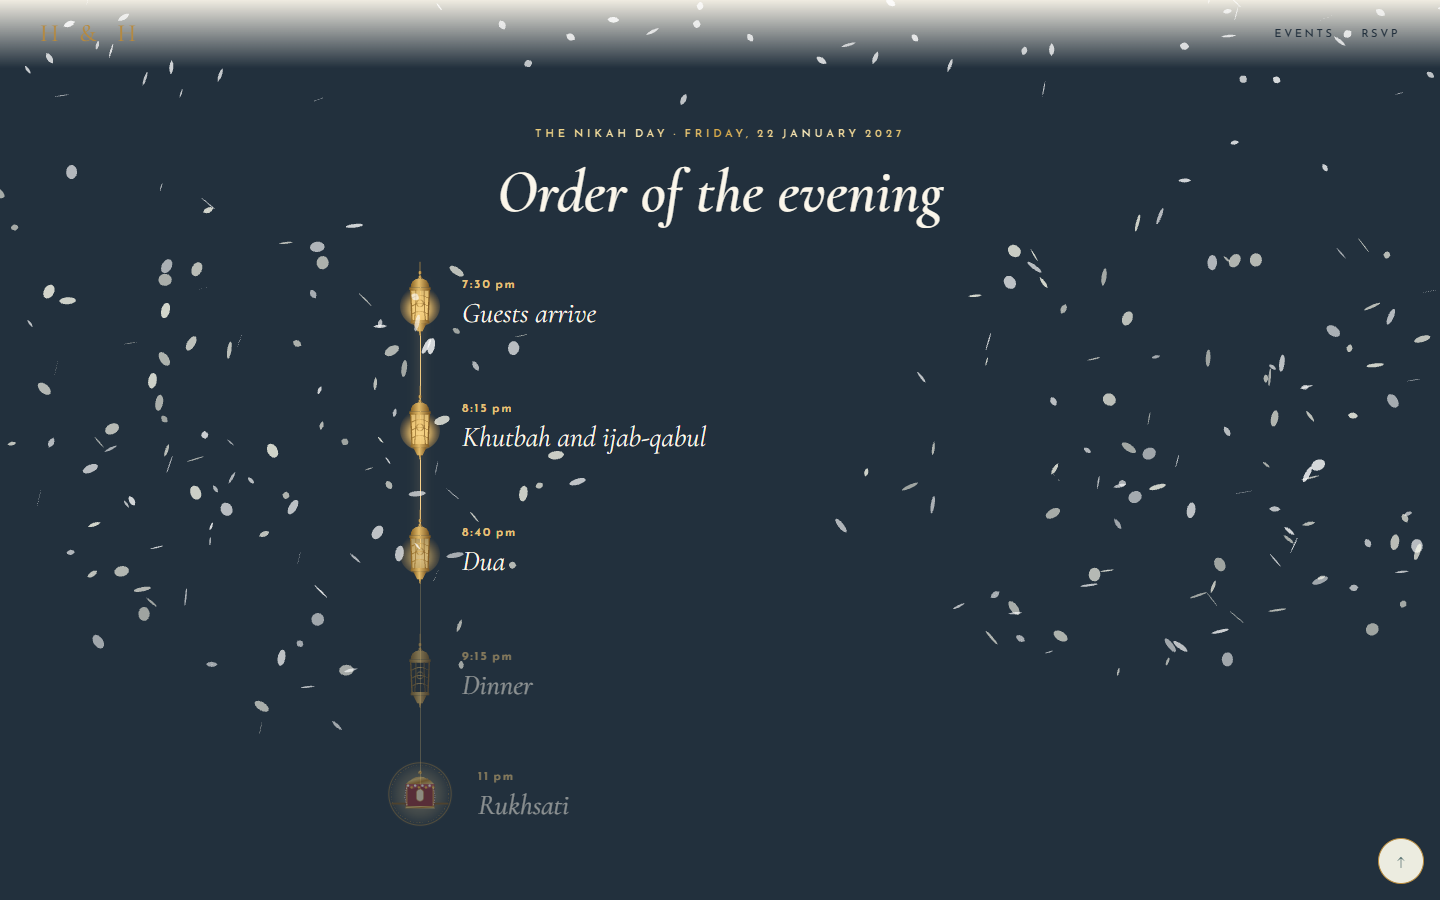 H & H
EVENTS RSVP
THE NIKAH DAY · FRIDAY, 22 JANUARY 2027
Order of the evening
7:30 pm
Guests arrive
8:15 pm
Khutbah and ijab-qabul
8:40 pm
Dua
9:15 pm
Dinner
11 pm
Rukhsati
↑